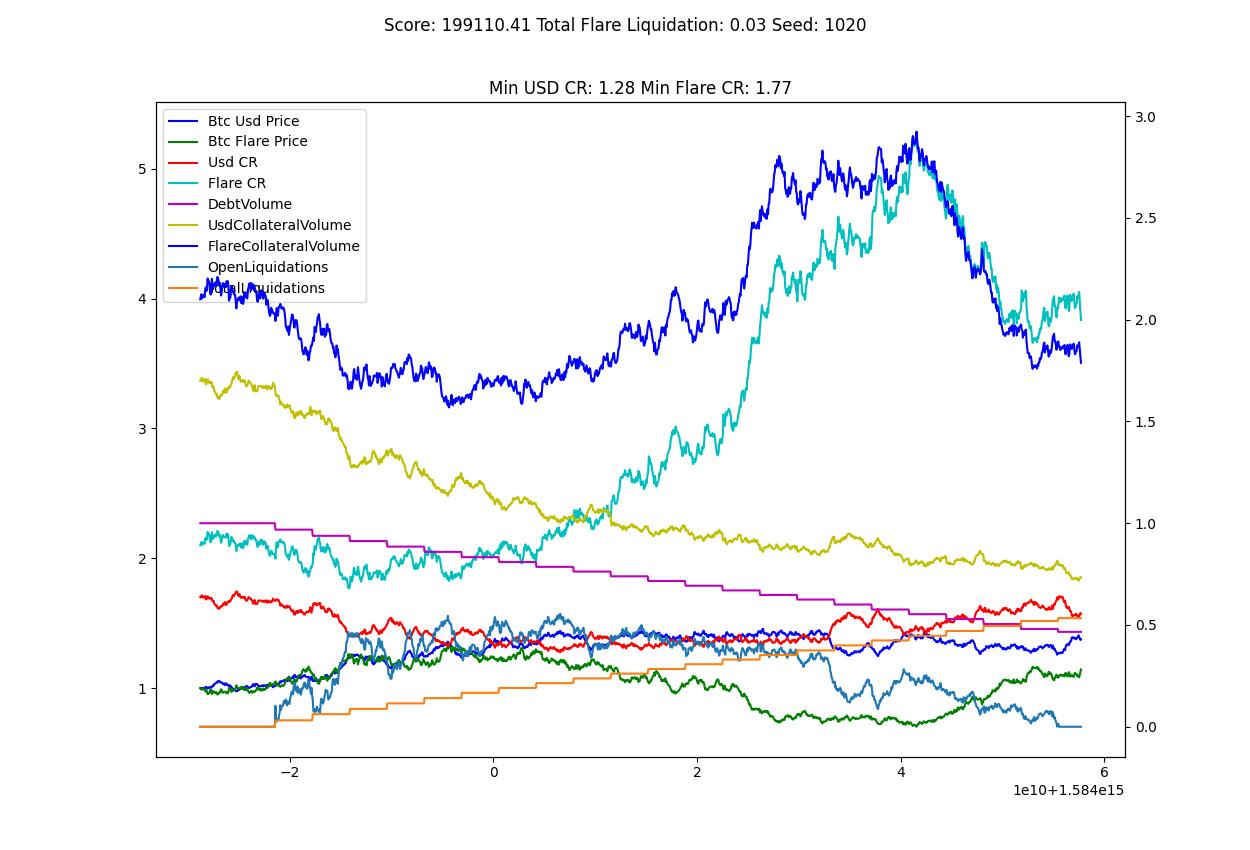 Score: 199110.41 Total Flare Liquidation: 0.03 Seed: 1020
Min USD CR: 1.28 Min Flare CR: 1.77
Btc Usd Price
Btc Flare Price
Usd CR
Flare CR
DebtVolume
UsdCollateralVolume
FlareCollateralVolume
OpenLiquidations
TotalLiquidations
5
4
3
2
1
3.0
2.5
2.0
1.5
1.0
0.5
0.0
−2
0
2
4
6
1e10+1.584e15